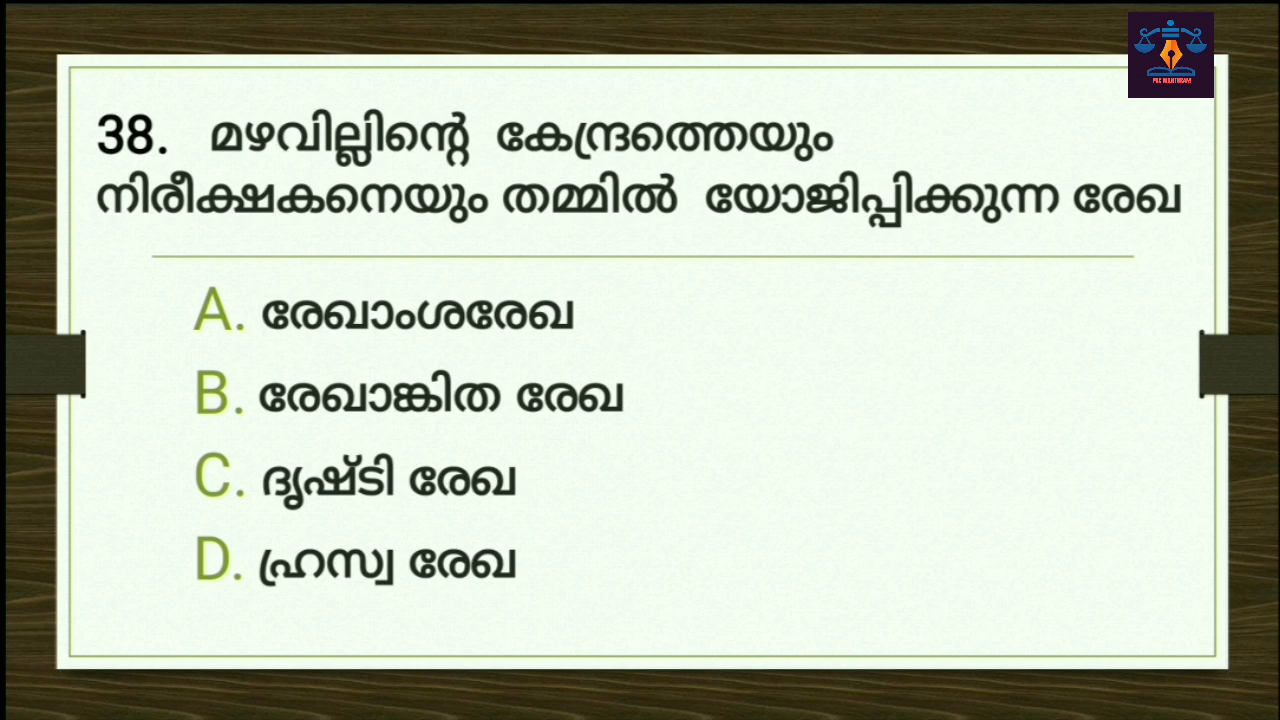 38. മഴവില്ലിന്റെ കേന്ദ്രത്തെയും
നിരീക്ഷകനെയും തമ്മിൽ യോജിപ്പിക്കുന്ന രേഖ
A. രേഖാംശരേഖ
B. രേഖാങ്കിത രേഖ
C. ദൃഷ്ടി രേഖ
D. ഹ്രസ്വ രേഖ